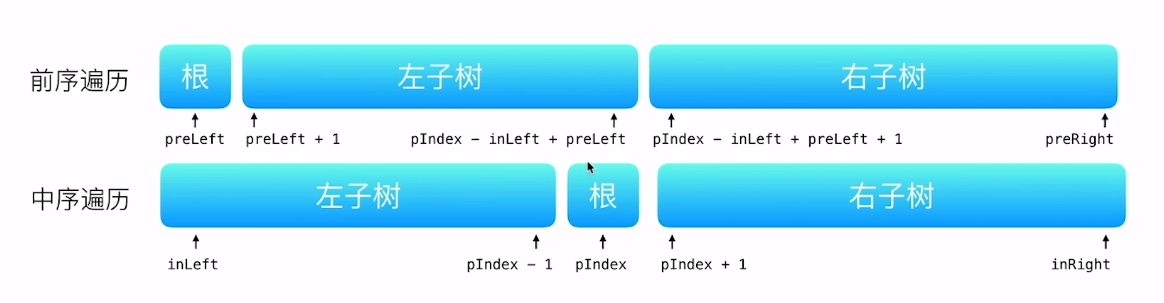 前序遍历 根 左子树 右子树
preLeft preLeft + 1 pIndex - inLeft + preLeft pIndex - inLeft + preLeft + 1 preRight
中序遍历 左子树 根 右子树
inLeft pIndex - 1 pIndex pIndex + 1 inRight